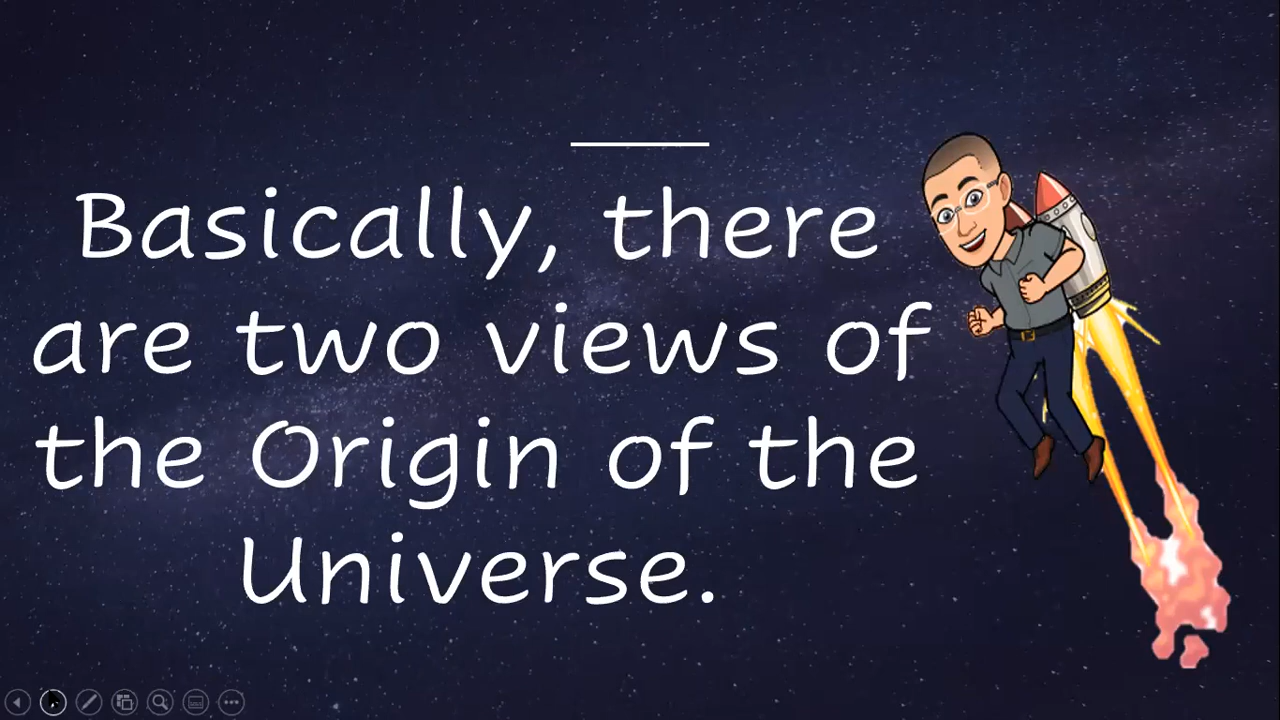 Basically, there
are two views of
the Origin of the
Universe.